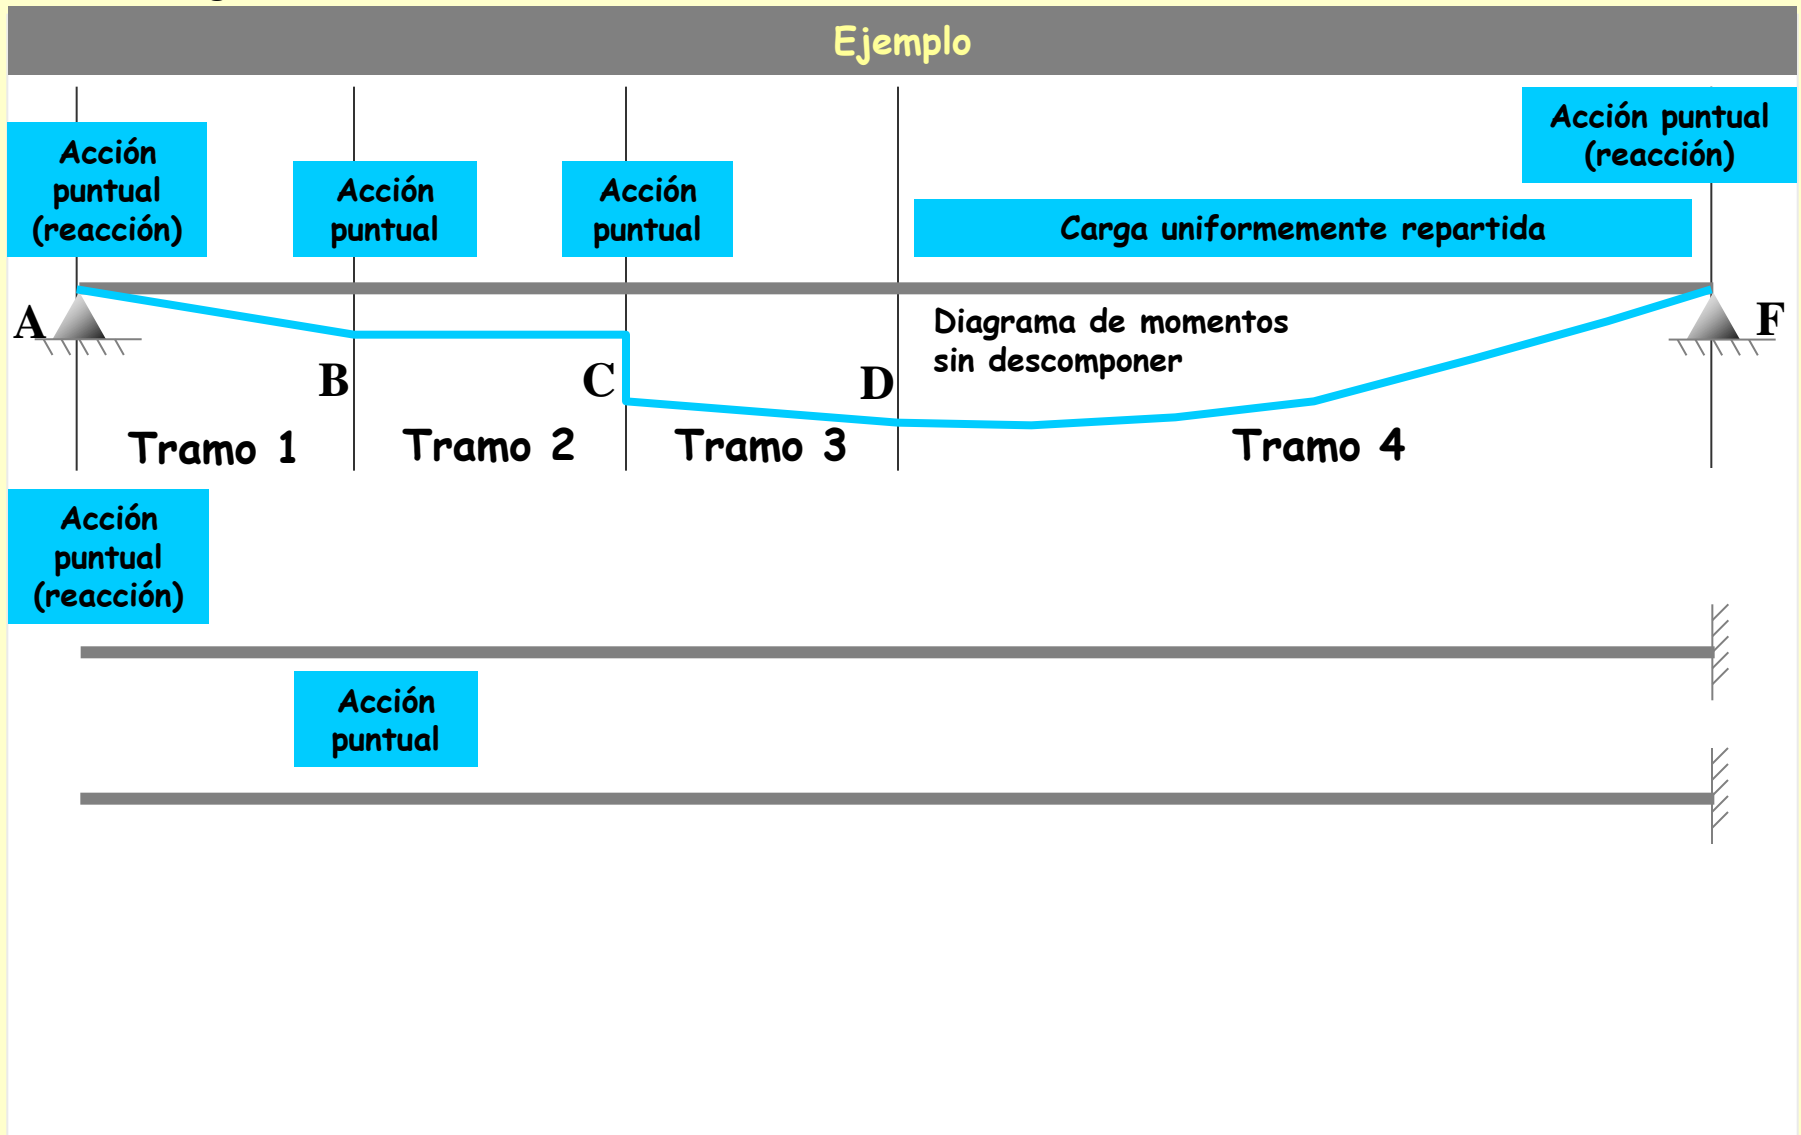 Ejemplo
Acción
puntual
(reacción)
Acción
puntual
Acción
puntual
Acción puntual
(reacción)
Carga uniformemente repartida
A
B
C
D
F
Diagrama de momentos
sin descomponer
Tramo 1
Tramo 2
Tramo 3
Tramo 4
Acción
puntual
(reacción)
Acción
puntual